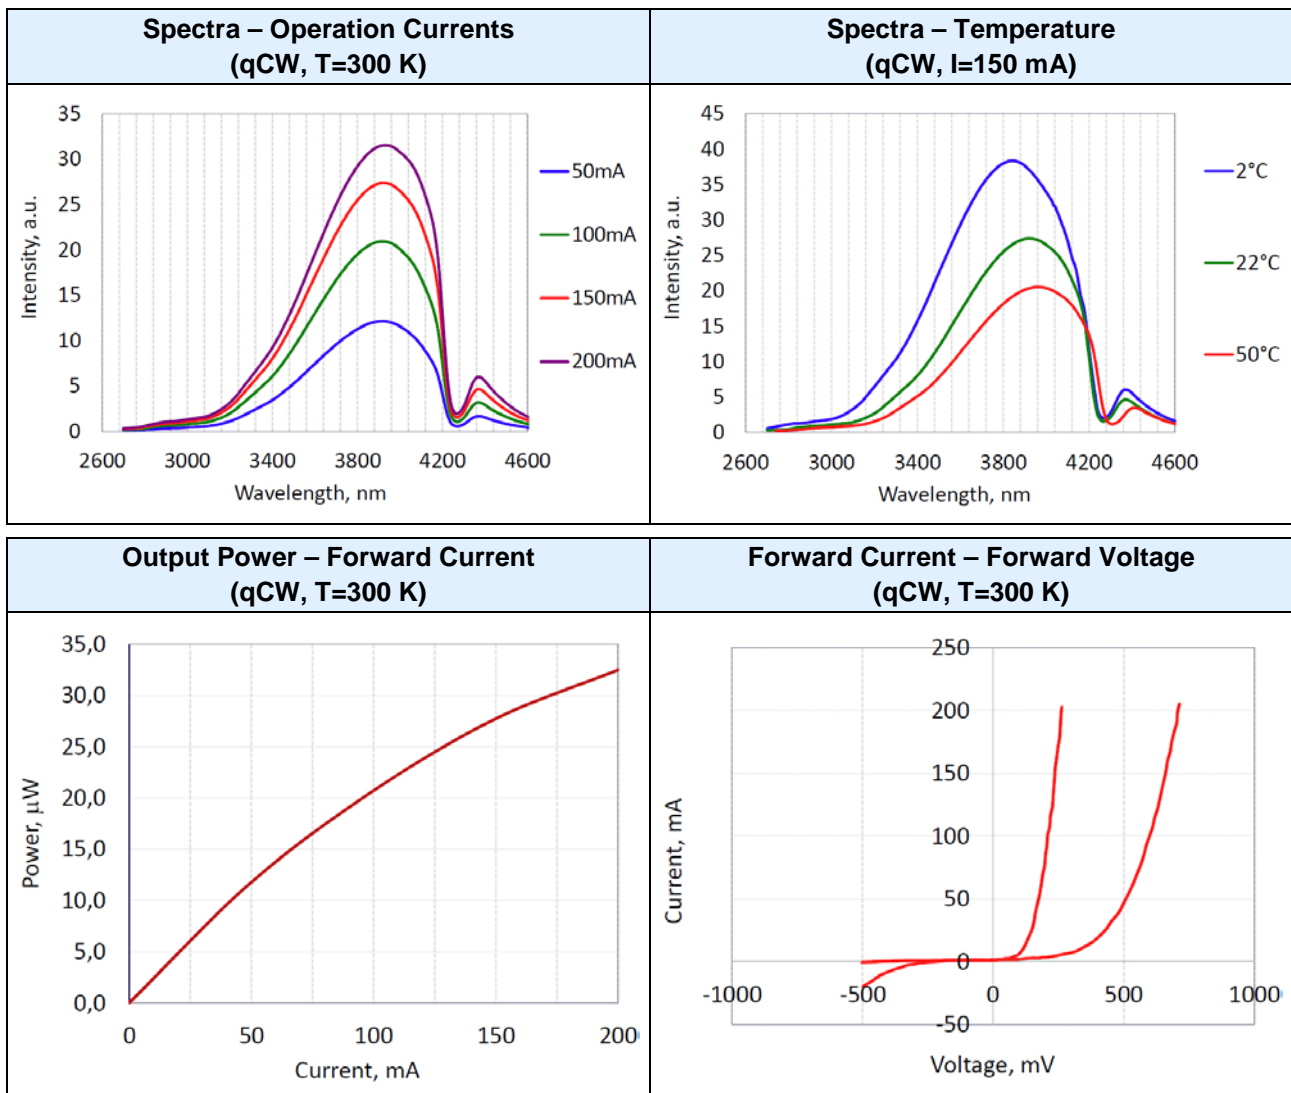 Spectra – Operation Currents
(qCW, T=300 K)
Spectra – Temperature
(qCW, I=150 mA)
35
30
25
20
15
10
5
0
2600 3000 3400 3800 4200 4600
Intensity, a.u.
Wavelength, nm
50mA
100mA
150mA
200mA
45
40
35
30
25
20
15
10
5
0
2600 3000 3400 3800 4200 4600
Intensity, a.u.
Wavelength, nm
2°C
22°C
50°C
Output Power – Forward Current
(qCW, T=300 K)
Forward Current – Forward Voltage
(qCW, T=300 K)
35,0
30,0
25,0
20,0
15,0
10,0
5,0
0,0
0 50 100 150 200
Power, μW
Current, mA
250
200
150
100
50
0
-50
-1000 -500 0 500 1000
Current, mA
Voltage, mV